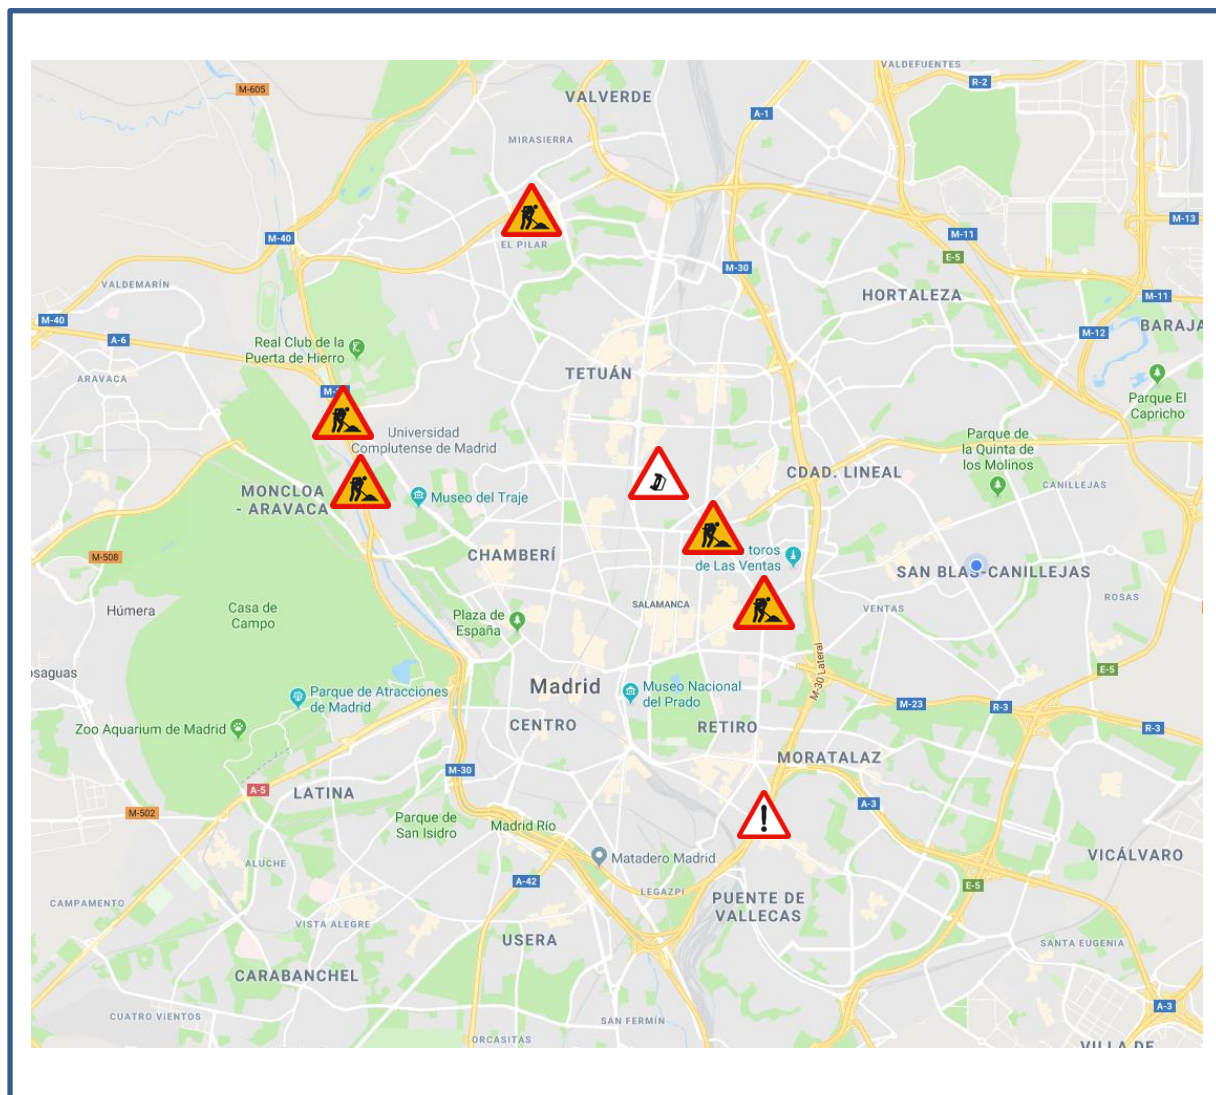 VALDEFUENTES
R-2
M-605
VALVERDE
A-1
MIRASIERRA
M-13
M-11
M-40
EL PILAR
E-5
M-30
VALDEMARÍN
HORTALEZA
M-11
M-40
M-12
BARAJA
A-6
Real Club de la
Puerta de Hierro
TETUÁN
ARAVACA
Parque El
Capricho
Universidad
Complutense de Madrid
Parque de
la Quinta de
los Molinos
CDAD. LINEAL
CANILLEJAS
MONCLOA
- ARAVACA
Museo del Traje
CHAMBERÍ
toros
de Las Ventas
M-508
SAN BLAS-CANILLEJAS
ROSAS
Húmera
Casa de
Campo
Plaza de
España
SALAMANCA
VENTAS
osaguas
E-5
M-30 Lateral
Madrid
Museo Nacional
del Prado
Parque de Atracciones
de Madrid
M-23
R-3
Zoo Aquarium de Madrid
CENTRO
RETIRO
R-3
MORATALAZ
M-30
A-5
LATINA
M-502
A-3
Parque de
San Isidro
Madrid Río
Matadero Madrid
VICÁLVARO
ALUCHE
A-42
LEGAZPI
E-5
PUENTE DE
VALLECAS
CAMPAMENTO
VISTA ALEGRE
USERA
SANTA EUGENIA
CARABANCHEL
A-3
CUATRO VIENTOS
SAN FERMÍN
ORCASITAS
VILLA DE